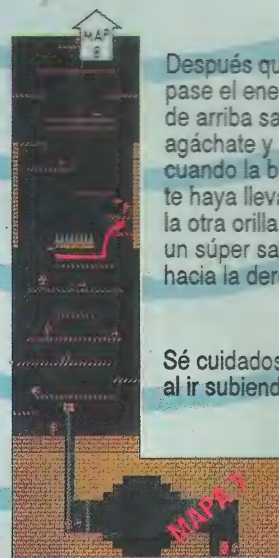 MAP
8
Después qu
pase el ene
de arriba sa
agáchate y
cuando la b
te haya lleva
la otra orilla
un súper sa
hacia la dere
Sé cuidados
al ir subiend
MAPA 7